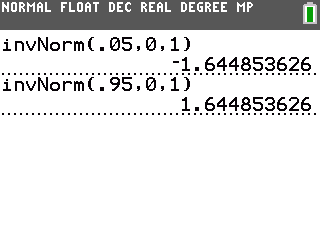 NORMAL FLOAT DEC REAL DEGREE MP
invNorm(.05,0,1)
-1.644853626
invNorm(.95,0,1)
1.644853626